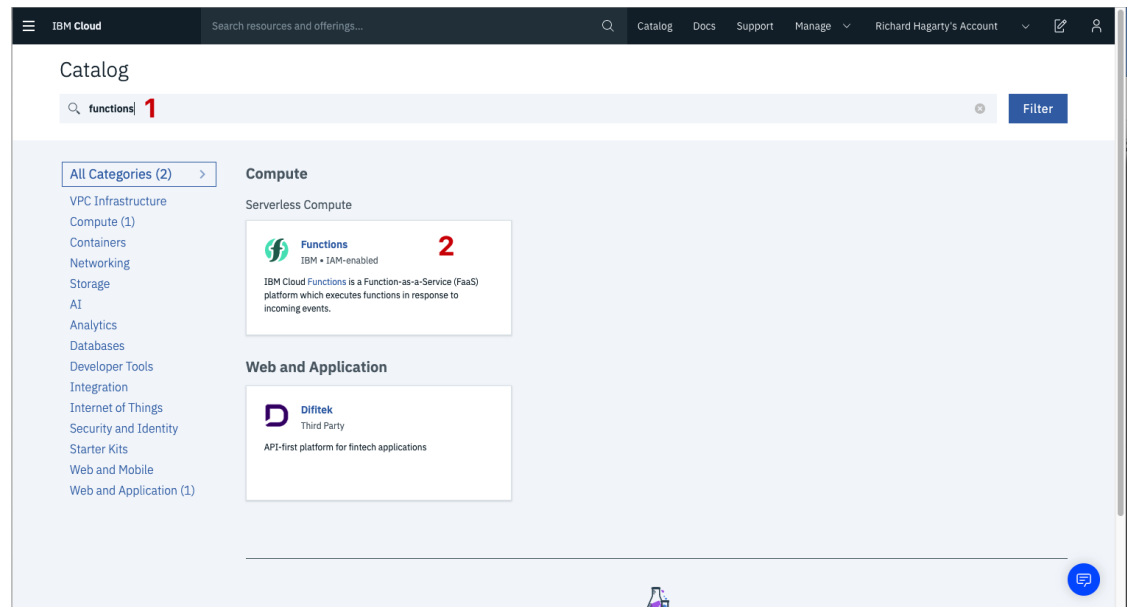 IBM Cloud
Search resources and offerings...
Catalog
Docs
Support
Manage
Richard Hagarty's Account
Catalog
functions 1
Filter
All Categories (2)
VPC Infrastructure
Compute (1)
Containers
Networking
Storage
AI
Analytics
Databases
Developer Tools
Integration
Internet of Things
Security and Identity
Starter Kits
Web and Mobile
Web and Application (1)
Compute
Serverless Compute
Functions
2
IBM • IAM-enabled
IBM Cloud Functions is a Function-as-a-Service (FaaS)
platform which executes functions in response to
incoming events.
Web and Application
Difitek
Third Party
API-first platform for fintech applications